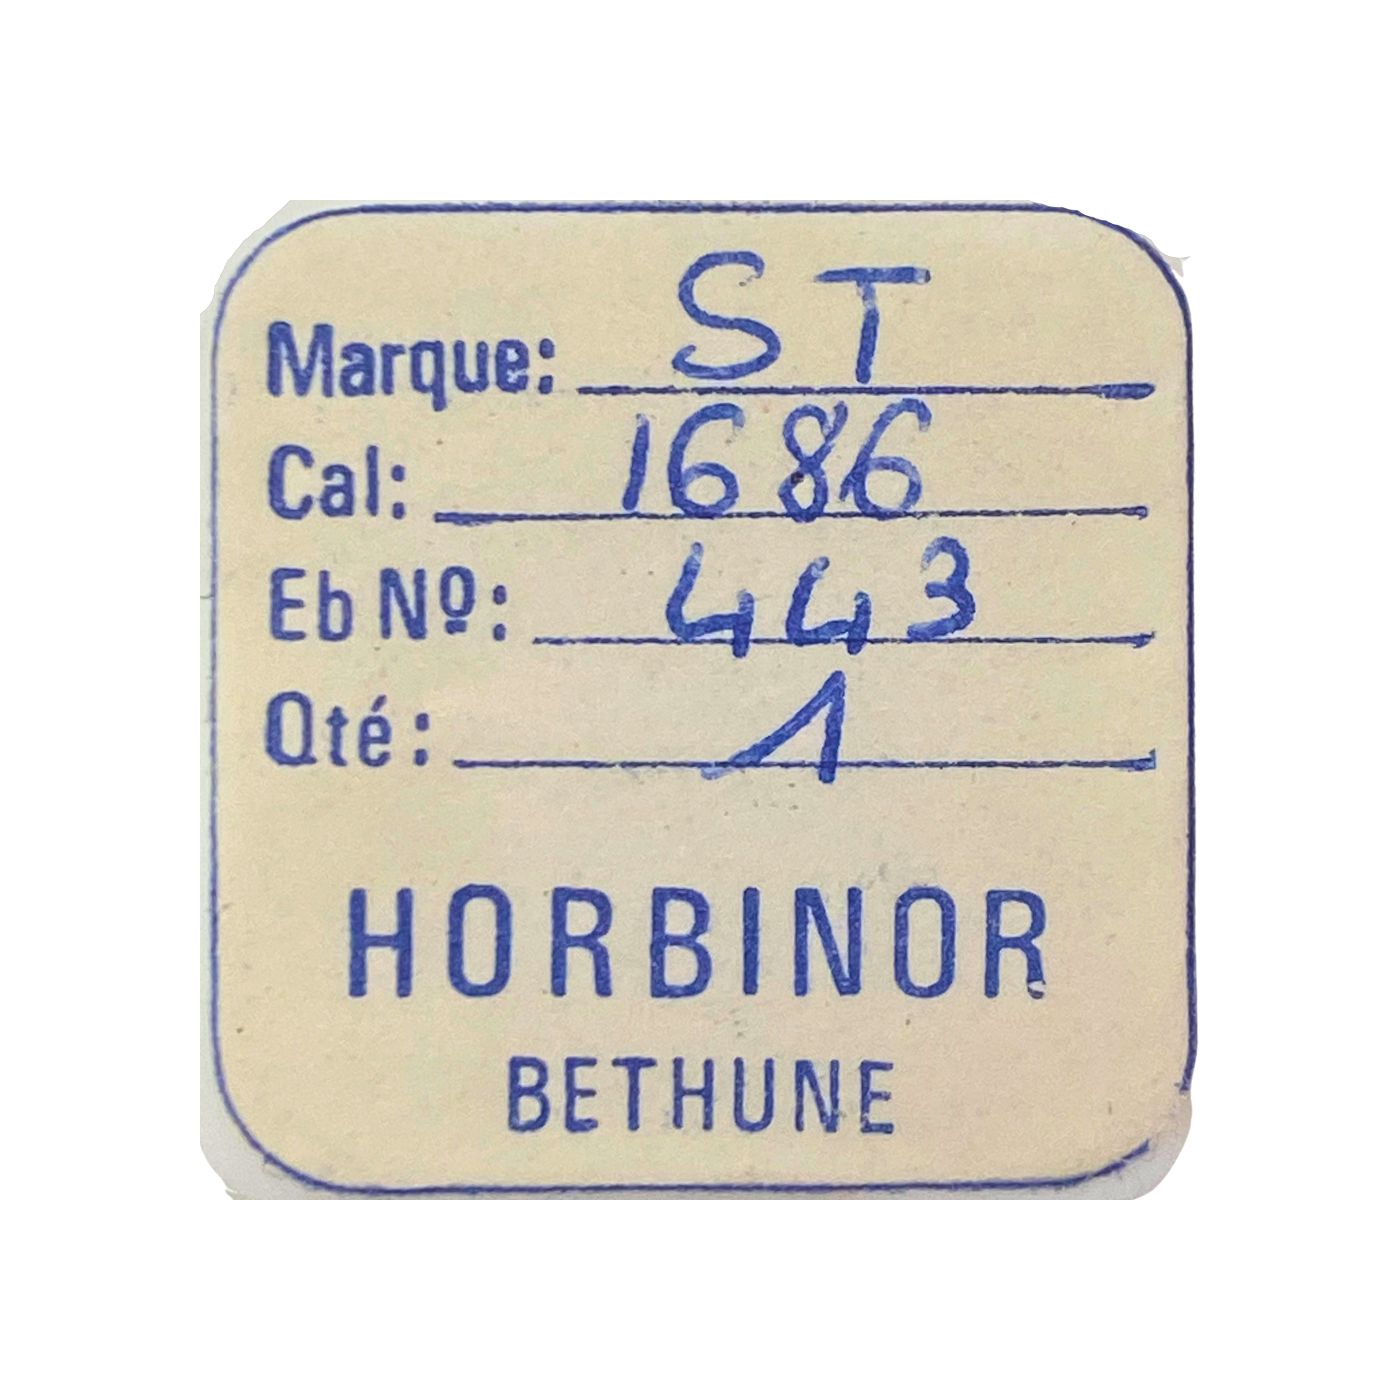 Marque: ST
Cal: 1686
Eb Nº: 443
Qté: 1
HORBINOR
BETHUNE